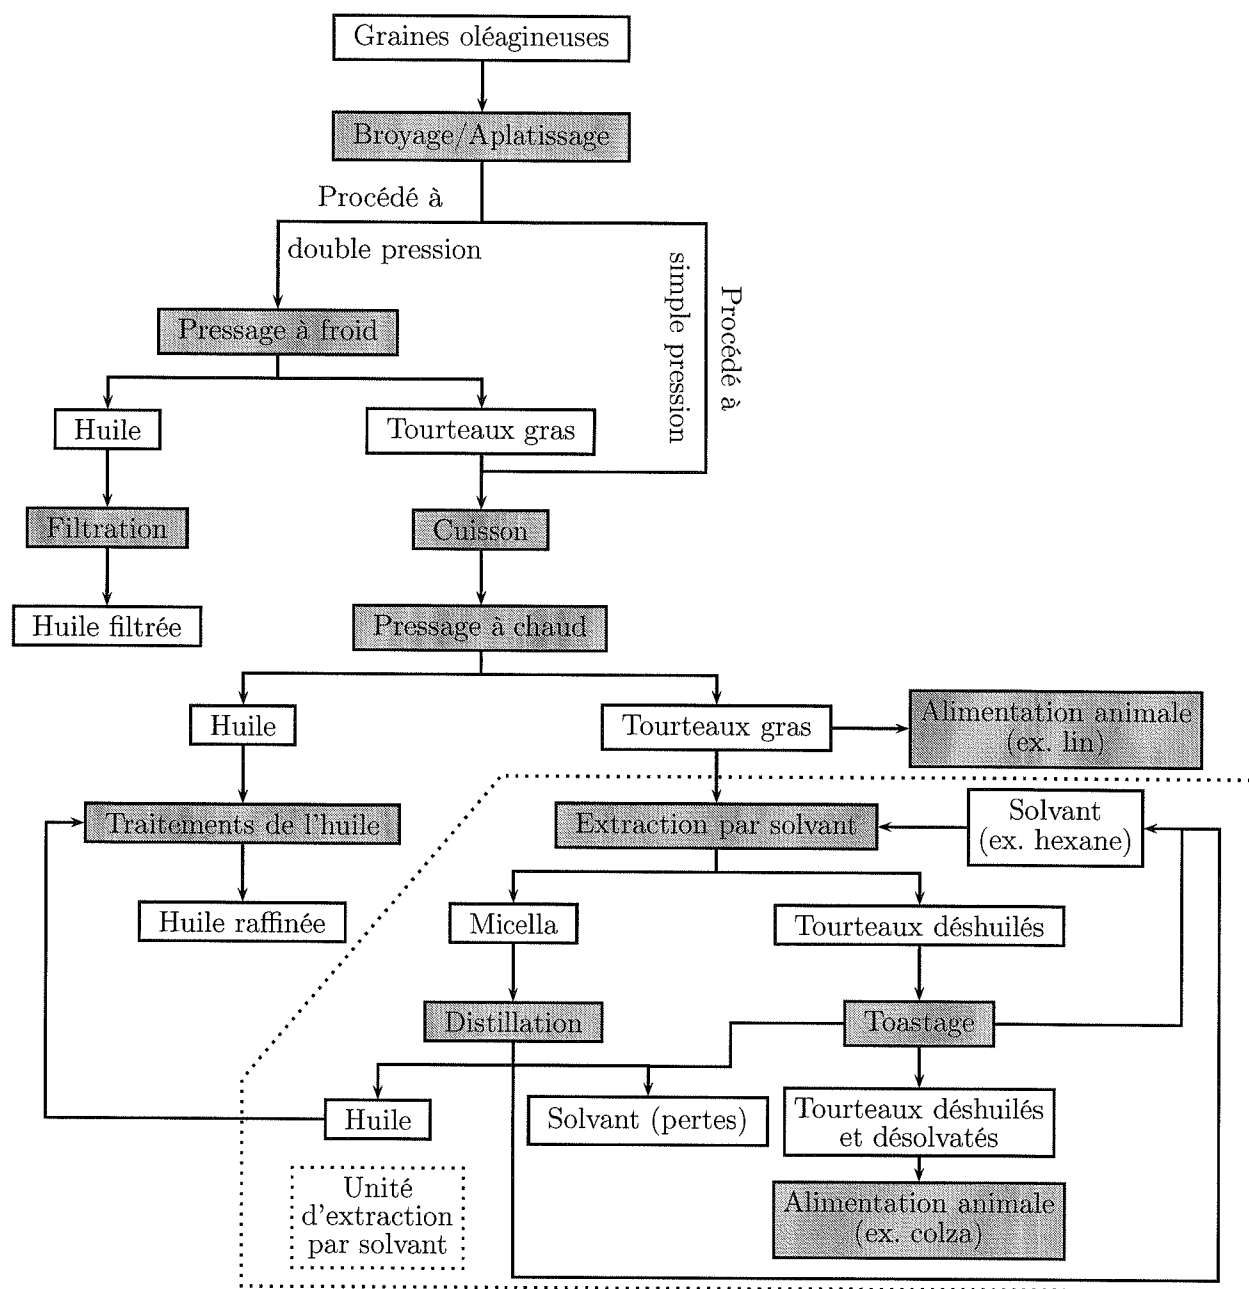 Graines oléagineuses
Broyage/Aplatissage
Procédé à
double pression
Procédé à
simple pression
Pressage à froid
Huile
Tourteaux gras
Filtration
Cuisson
Huile filtrée
Pressage à chaud
Huile
Tourteaux gras
Alimentation animale
(ex. lin)
Traitements de l'huile
Extraction par solvant
Solvant
(ex. hexane)
Huile raffinée
Micella
Tourteaux déshuilés
Distillation
Toastage
Huile
Solvant (pertes)
Tourteaux déshuilés
et désolvatés
Unité
d'extraction
par solvant
Alimentation animale
(ex. colza)